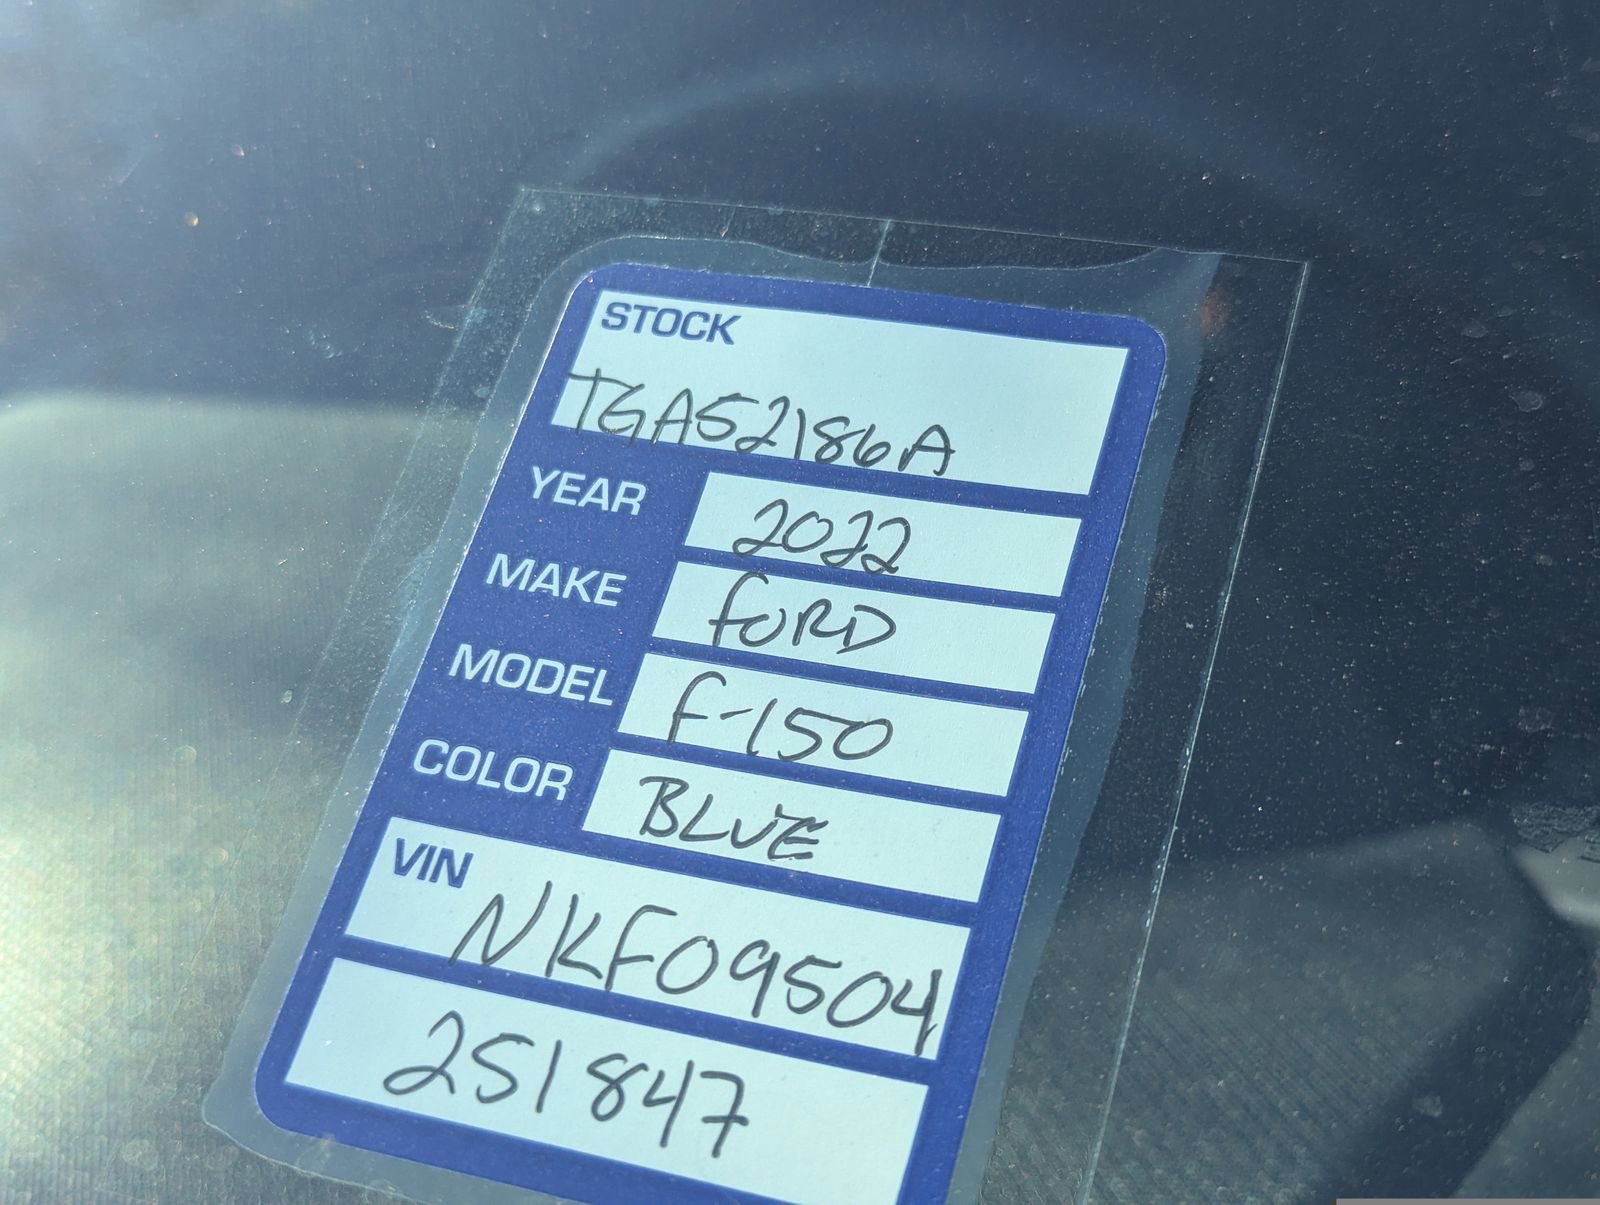 STOCK
TGA52186A
YEAR 2022
MAKE FORD
MODEL F-150
COLOR BLUE
VIN
NKF09504
251847